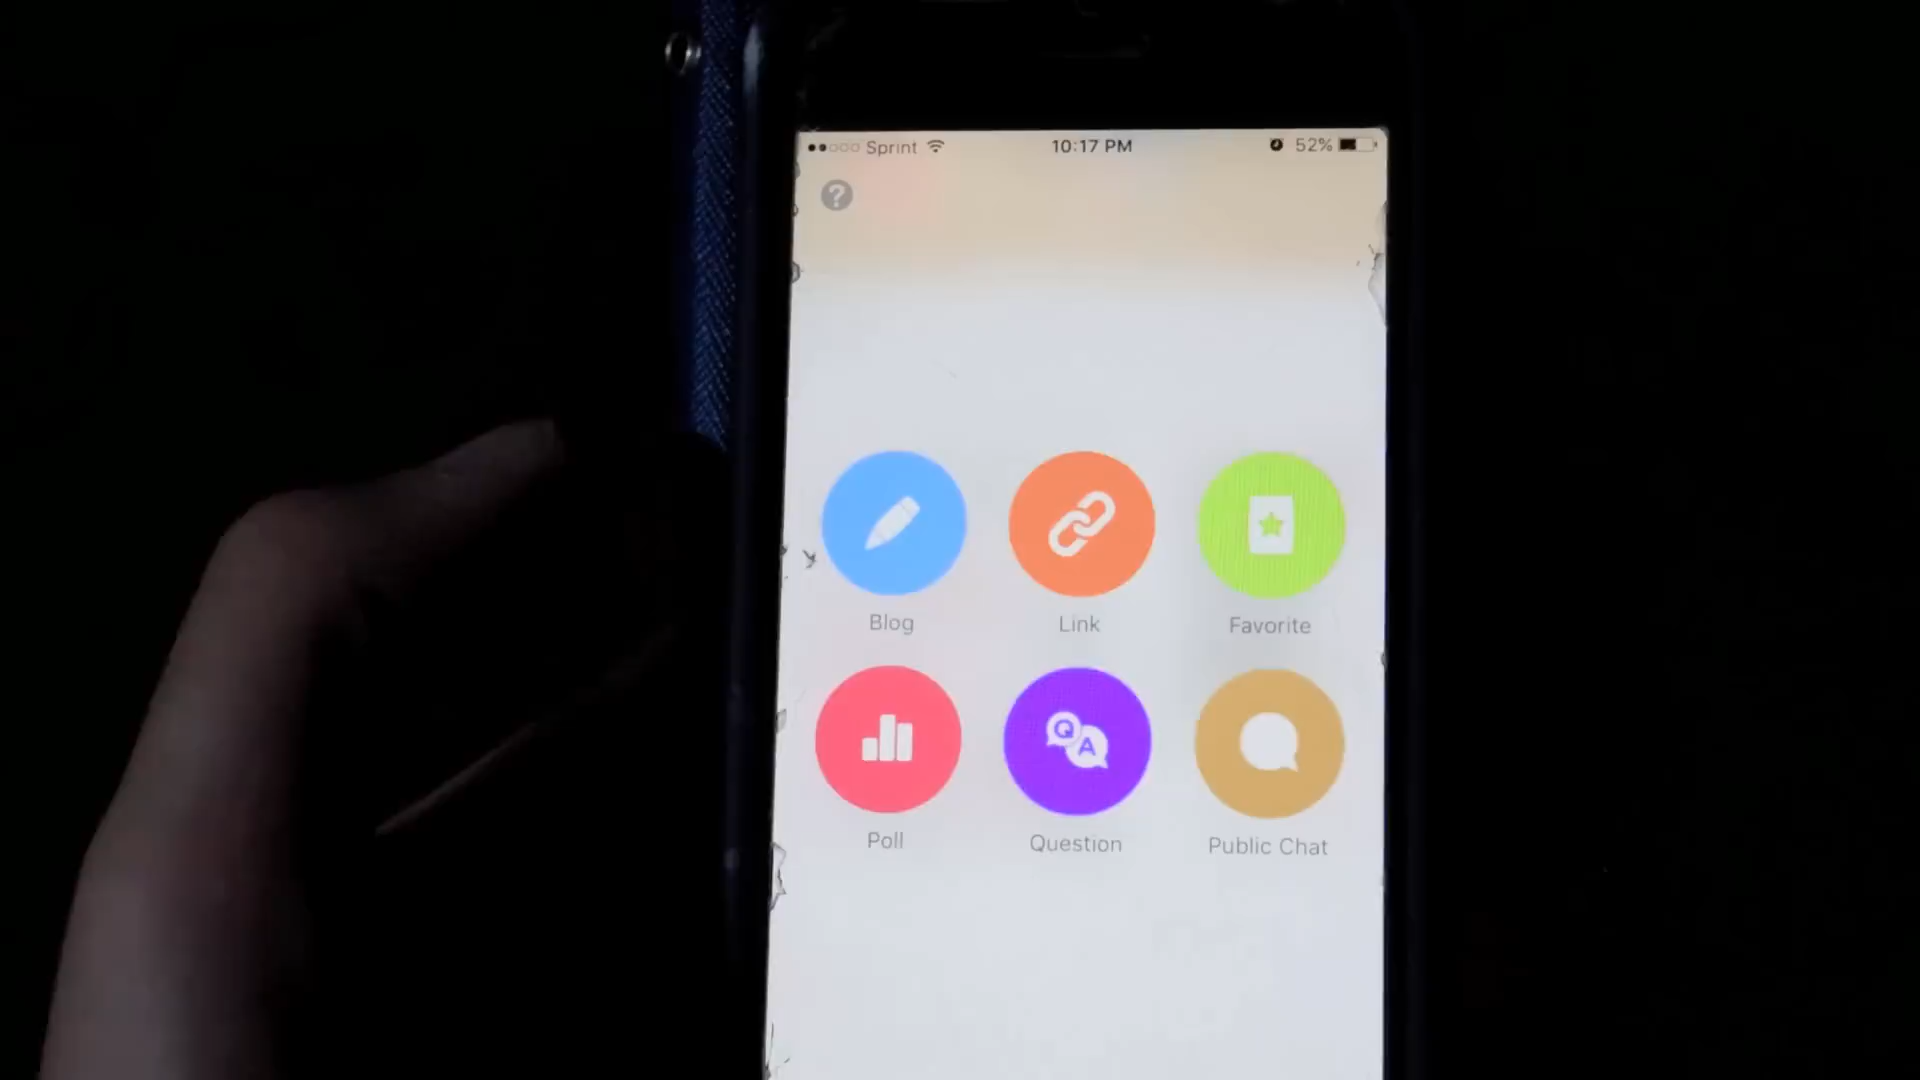 Sprint 10:17 PM 52%
?
Blog Link Favorite
Q A
Poll Question Public Chat